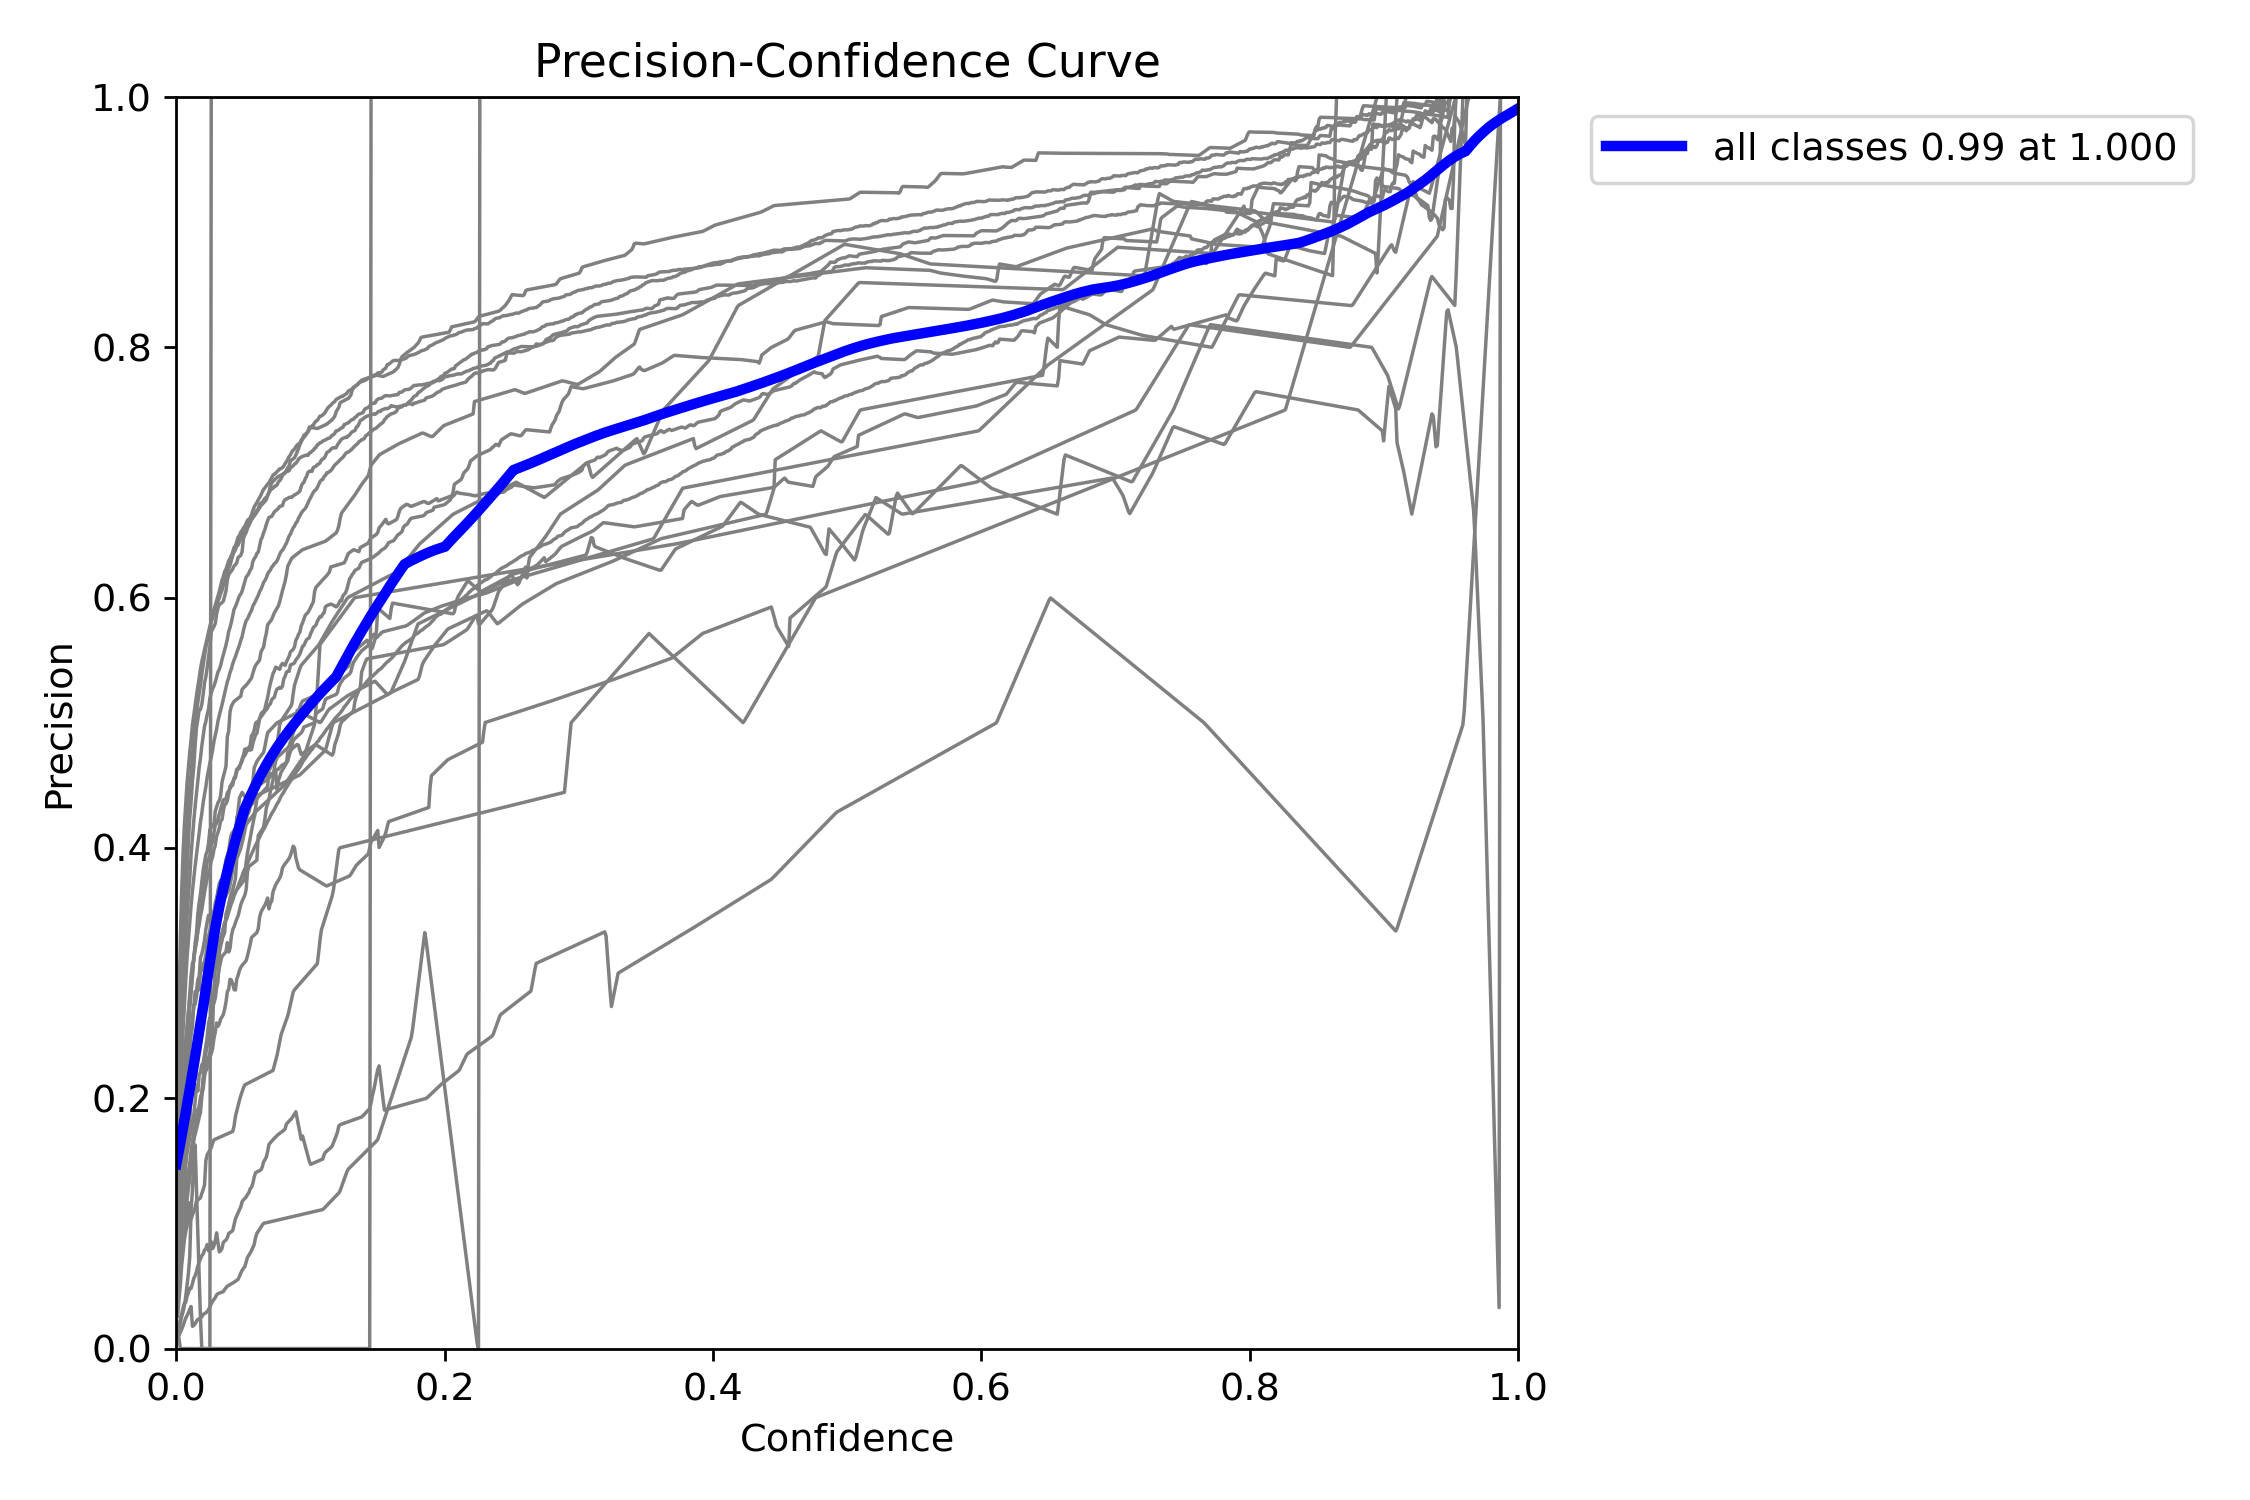 Precision-Confidence Curve
all classes 0.99 at 1.000
1.0
0.8
0.6
0.4
0.2
0.0
Precision
0.0 0.2 0.4 0.6 0.8 1.0
Confidence